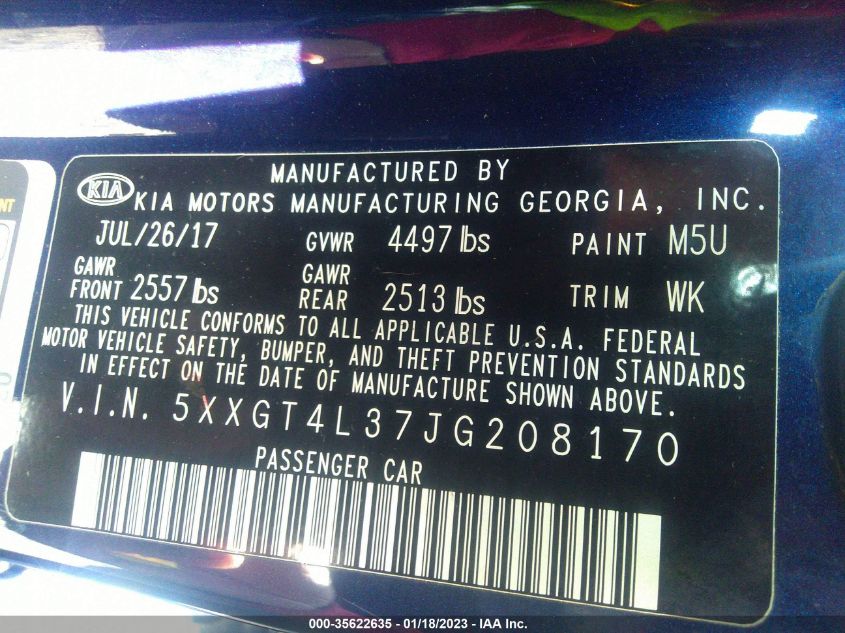 MANUFACTURED BY
KIA KIA MOTORS MANUFACTURING GEORGIA, INC.
JUL/26/17 GVWR 4497 lbs PAINT M5U
GAWR FRONT 2557 lbs GAWR REAR 2513 lbs TRIM WK
THIS VEHICLE CONFORMS TO ALL APPLICABLE U.S.A. FEDERAL
MOTOR VEHICLE SAFETY, BUMPER, AND THEFT PREVENTION STANDARDS
IN EFFECT ON THE DATE OF MANUFACTURE SHOWN ABOVE.
V.I.N. 5XXGT4L37JG208170
PASSENGER CAR
000-35622635 - 01/18/2023 - IAA Inc.